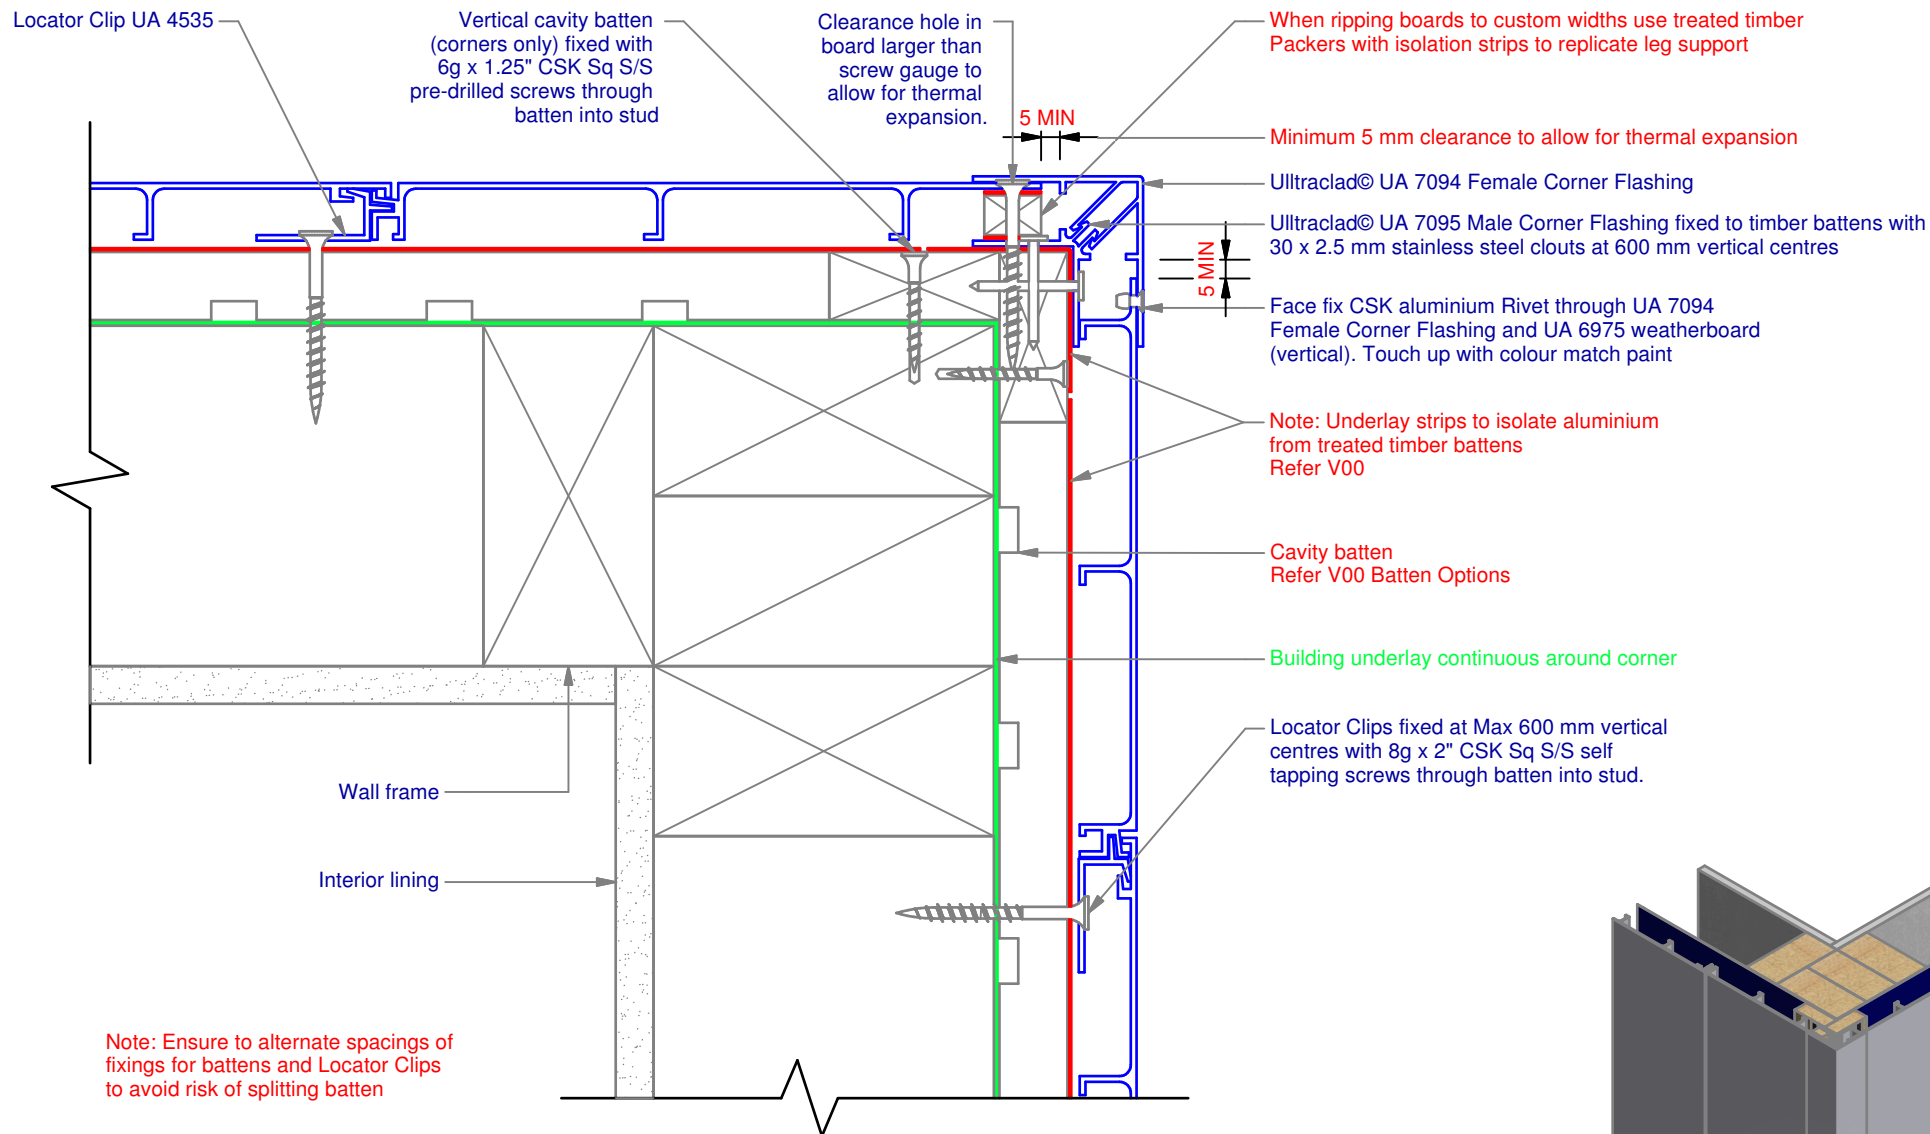 Locator Clip UA 4535
Vertical cavity batten
(corners only) fixed with
6g x 1.25" CSK Sq S/S
pre-drilled screws through
batten into stud
Clearance hole in
board larger than
screw gauge to
allow for thermal
expansion.
5 MIN
When ripping boards to custom widths use treated timber
Packers with isolation strips to replicate leg support
Minimum 5 mm clearance to allow for thermal expansion
Ulltraclad© UA 7094 Female Corner Flashing
Ulltraclad© UA 7095 Male Corner Flashing fixed to timber battens with
30 x 2.5 mm stainless steel clouts at 600 mm vertical centres
5 MIN
Face fix CSK aluminium Rivet through UA 7094
Female Corner Flashing and UA 6975 weatherboard
(vertical). Touch up with colour match paint
Note: Underlay strips to isolate aluminium
from treated timber battens
Refer V00
Cavity batten
Refer V00 Batten Options
Building underlay continuous around corner
Locator Clips fixed at Max 600 mm vertical
centres with 8g x 2" CSK Sq S/S self
tapping screws through batten into stud.
Wall frame
Interior lining
Note: Ensure to alternate spacings of
fixings for battens and Locator Clips
to avoid risk of splitting batten